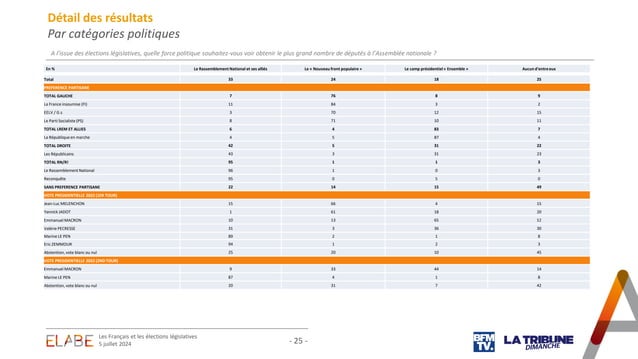 Détail des résultats
Par catégories politiques
A l'issue des élections législatives, quelle force politique souhaitez-vous voir obtenir le plus grand nombre de députés à l'Assemblée nationale ?
En % Le Rassemblement National et ses alliés Le « Nouveau front populaire » Le camp présidentiel « Ensemble » Aucun d'entre eux
Total 33 24 18 25
PREFERENCE PARTISANE
TOTAL GAUCHE 7 76 8 9
La France insoumise (FI) 11 84 3 2
EELV / G.s 3 70 12 15
Le Parti Socialiste (PS) 8 71 10 11
TOTAL LREM ET ALLIES 6 4 83 7
La République en marche 4 5 87 4
TOTAL DROITE 42 5 31 22
Les Républicains 43 3 31 23
TOTAL RN/R! 95 1 1 3
Le Rassemblement National 96 1 0 3
Reconquête 95 0 5 0
SANS PREFERENCE PARTISANE 22 14 15 49
VOTE PRESIDENTIELLE 2022 (1ER TOUR)
Jean-Luc MELENCHON 15 66 4 15
Yannick JADOT 1 61 18 20
Emmanuel MACRON 10 13 65 12
Valérie PECRESSE 31 3 36 30
Marine LE PEN 89 2 1 8
Eric ZEMMOUR 94 1 2 3
Abstention, vote blanc ou nul 25 20 10 45
VOTE PRESIDENTIELLE 2022 (2ND TOUR)
Emmanuel MACRON 9 33 44 14
Marine LE PEN 87 4 1 8
Abstention, vote blanc ou nul 20 31 7 42
ELABE
Les Français et les élections législatives
5 juillet 2024
- 25 -
BFM
TV.
LA TRIBUNE
DIMANCHE